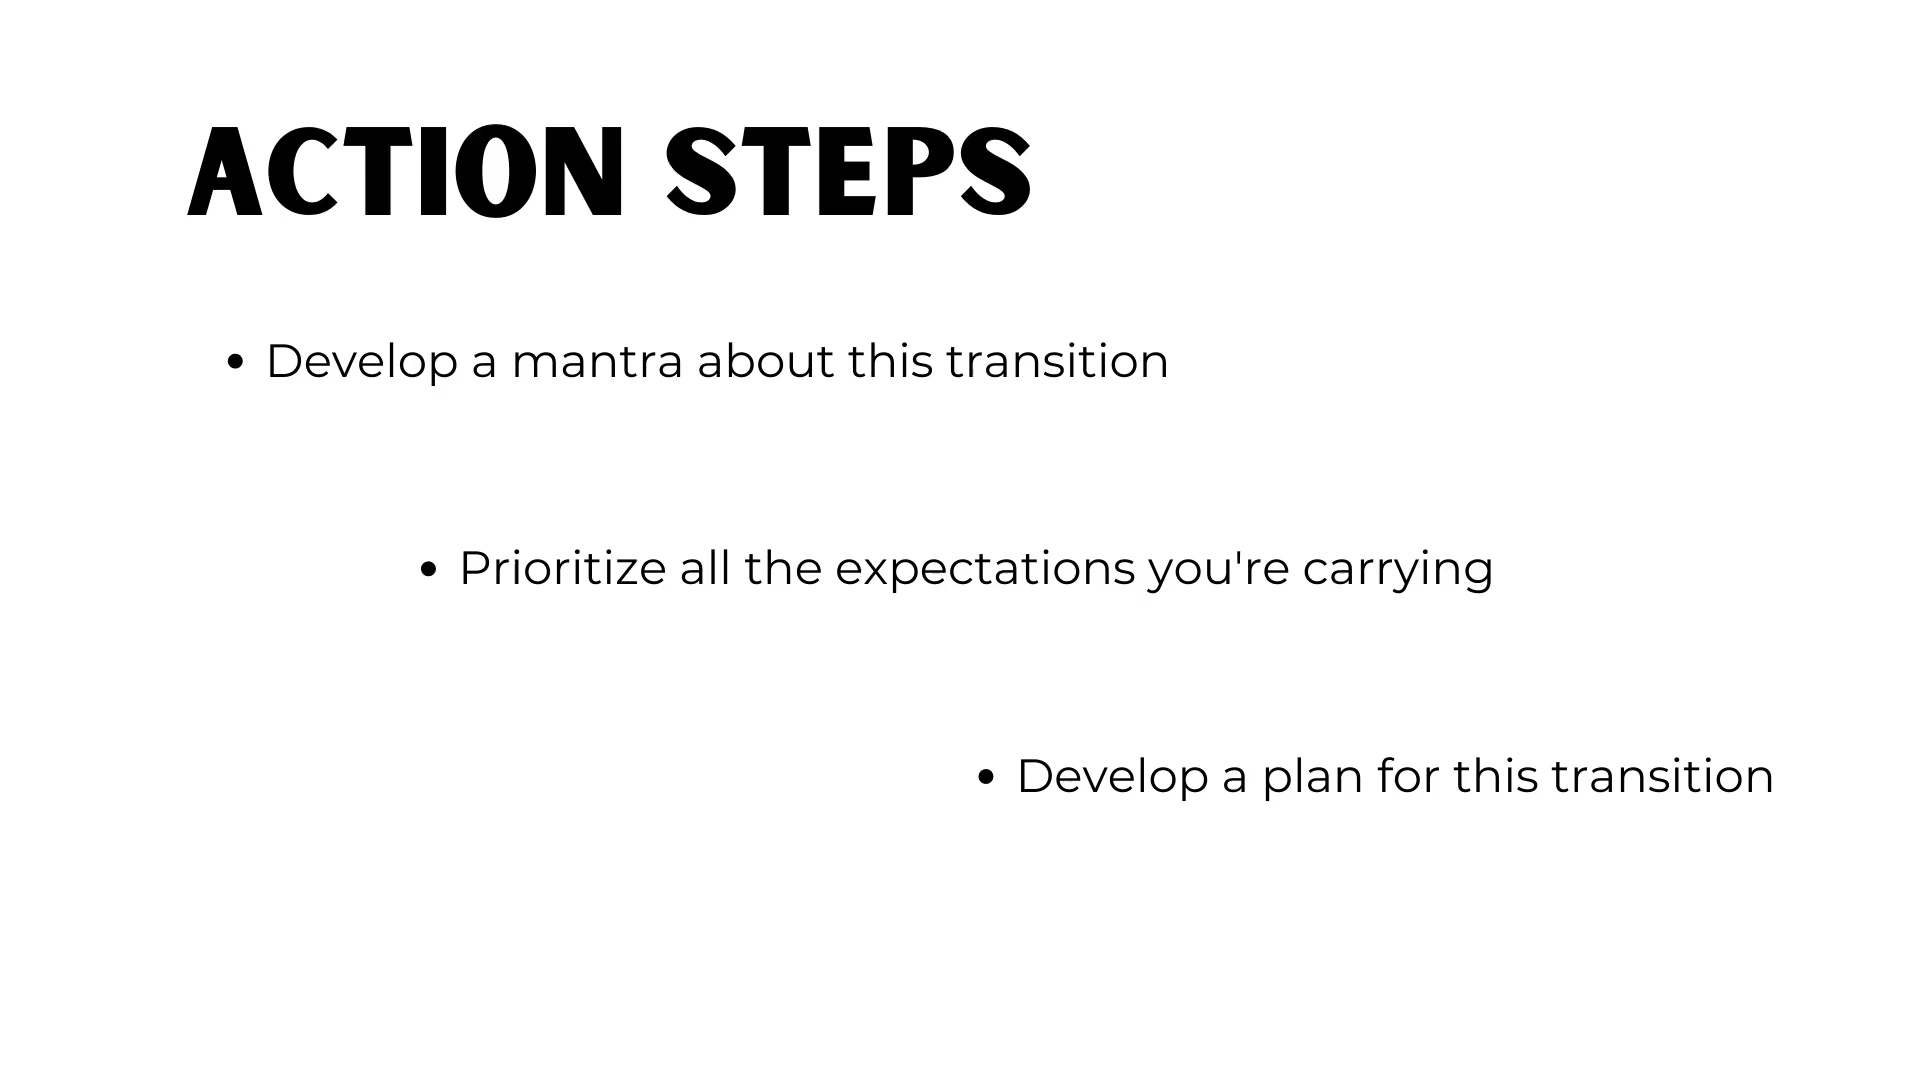 ACTION STEPS
• Develop a mantra about this transition
• Prioritize all the expectations you're carrying
• Develop a plan for this transition